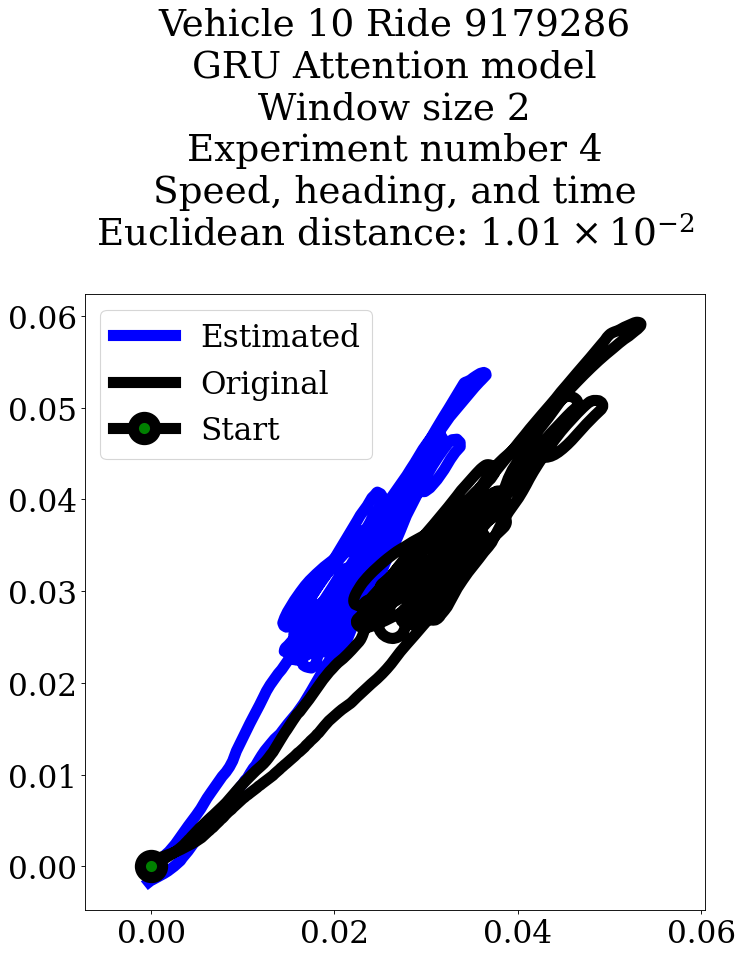 Vehicle 10 Ride 9179286
GRU Attention model
Window size 2
Experiment number 4
Speed, heading, and time
Euclidean distance: 1.01 × 10⁻²
0.06
0.05
0.04
0.03
0.02
0.01
0.00
Estimated
Original
Start
0.00 0.02 0.04 0.06